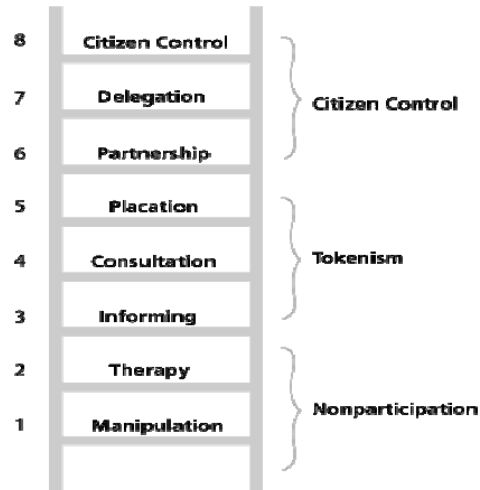 8 Citizen Control
7 Delegation
Citizen Control
6 Partnership
5 Placation
4 Consultation
Tokenism
3 Informing
2 Therapy
Nonparticipation
1 Manipulation